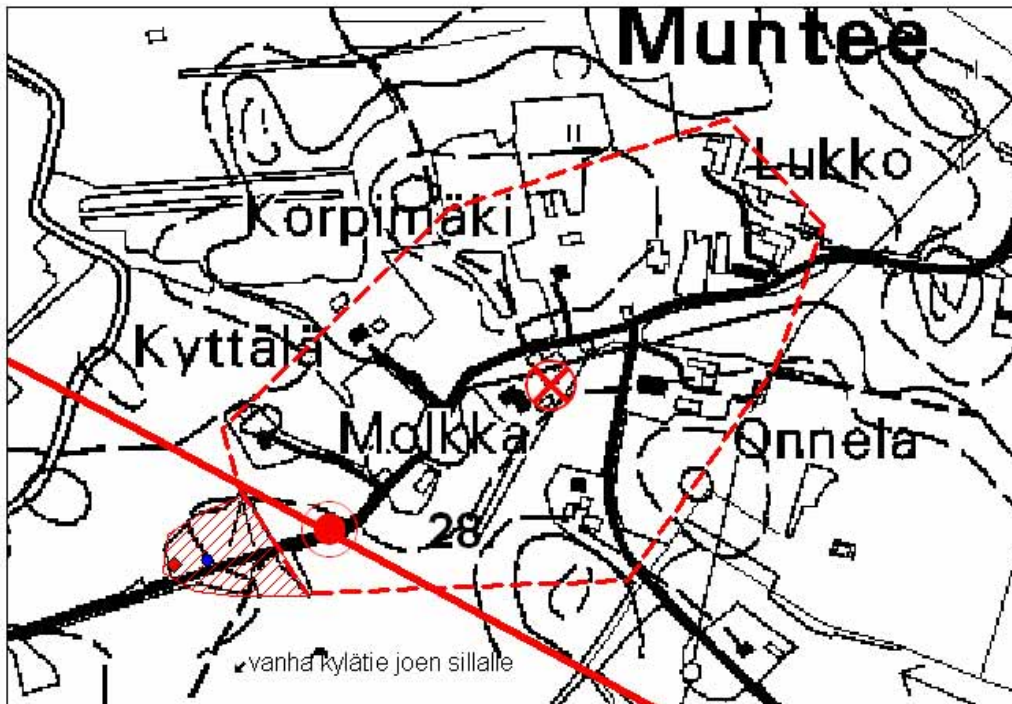 Muntee
Lukko
Korpimäki
Kyttälä
Molkka
Onnela
28
vanha kylätie joen sillalle